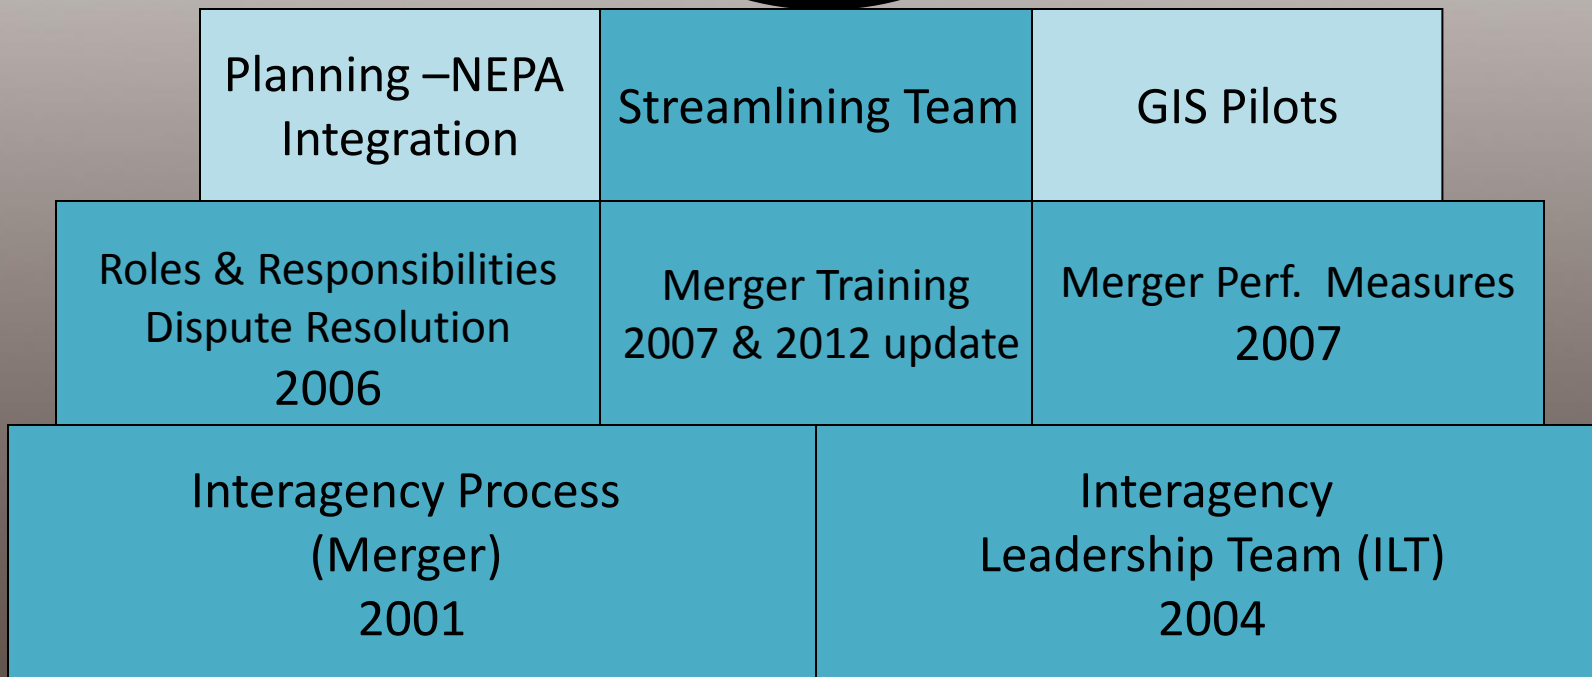 Planning –NEPA
Integration
Streamlining Team
GIS Pilots
Roles & Responsibilities
Dispute Resolution
2006
Merger Training
2007 & 2012 update
Merger Perf.  Measures
2007
Interagency Process
(Merger)
2001
Interagency
Leadership Team (ILT)
2004